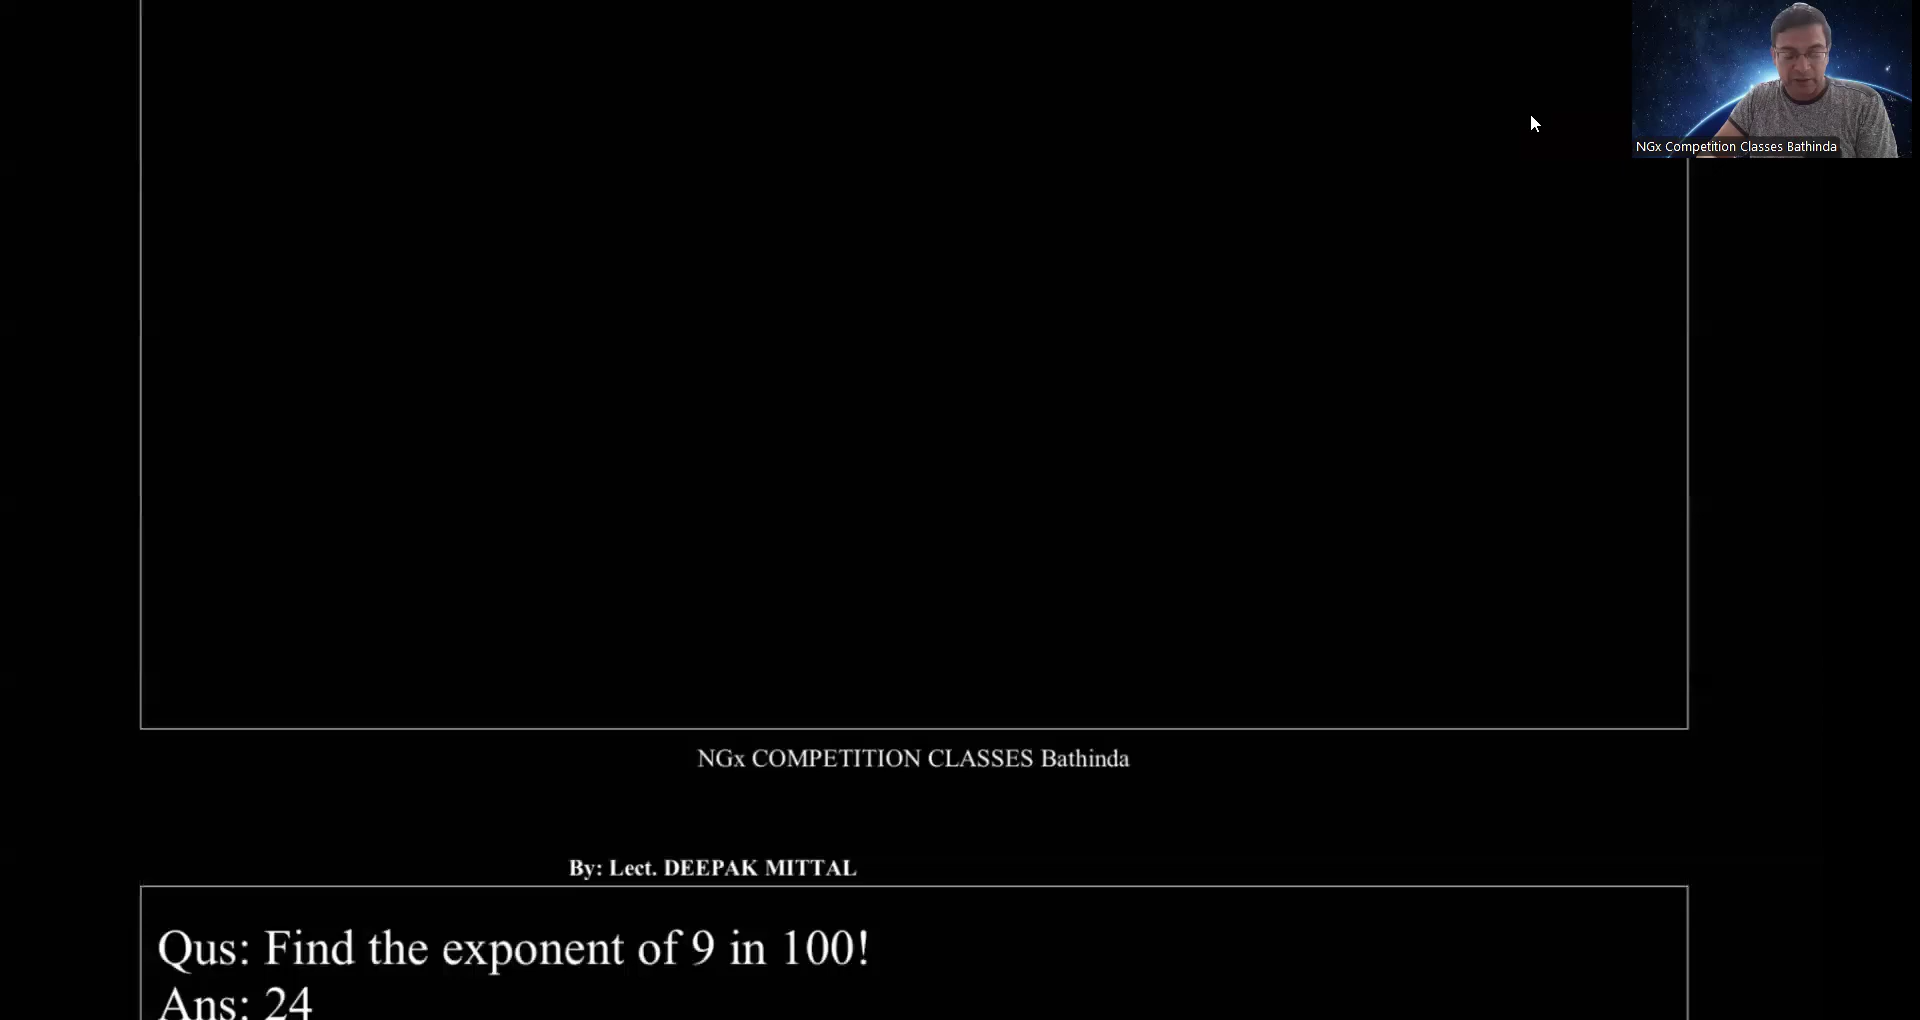 NGx Competition Classes Bathinda
NGx COMPETITION CLASSES Bathinda
By: Lect. DEEPAK MITTAL
Qus: Find the exponent of 9 in 100!
Ans: 24